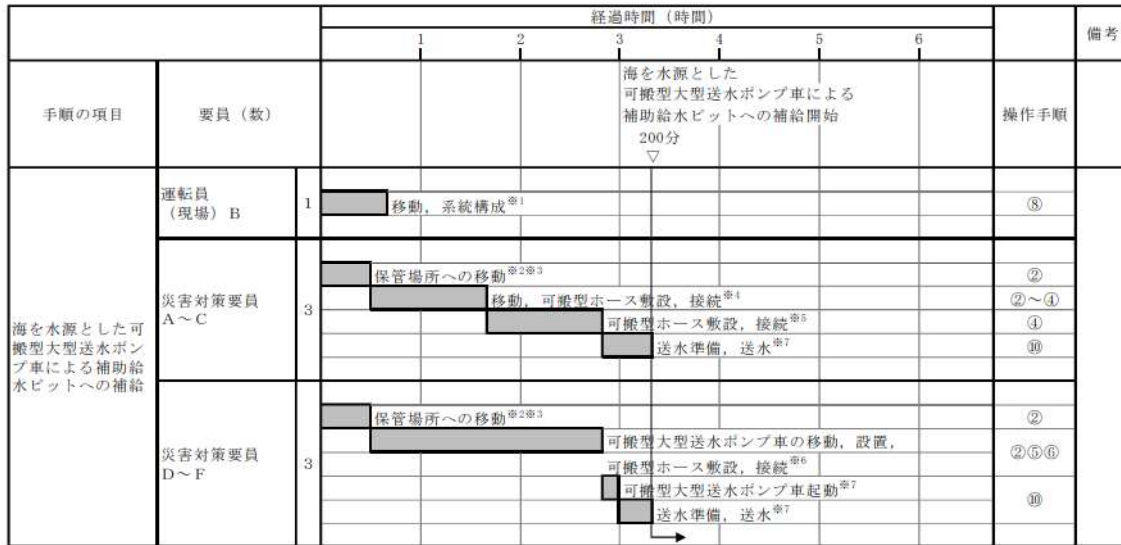 経過時間（時間）
備考
1 2 3 4 5 6
手順の項目
要員（数）
海を水源とした
可搬型大型送水ポンプ車による
補助給水ピットへの補給開始
200分
▽
操作手順
海を水源とした可
搬型大型送水ポン
プ車による補助給
水ピットへの補給
運転員
（現場）B
1
移動，系統構成※1
⑧
災害対策要員
A～C
3
保管場所への移動※2※3
②
移動，可搬型ホース敷設，接続※4
②～④
可搬型ホース敷設，接続※5
④
送水準備，送水※7
⑩
災害対策要員
D～F
3
保管場所への移動※2※3
②
可搬型大型送水ポンプ車の移動，設置，
可搬型ホース敷設，接続※6
②⑤⑥
可搬型大型送水ポンプ車起動※7
送水準備，送水※7
⑩